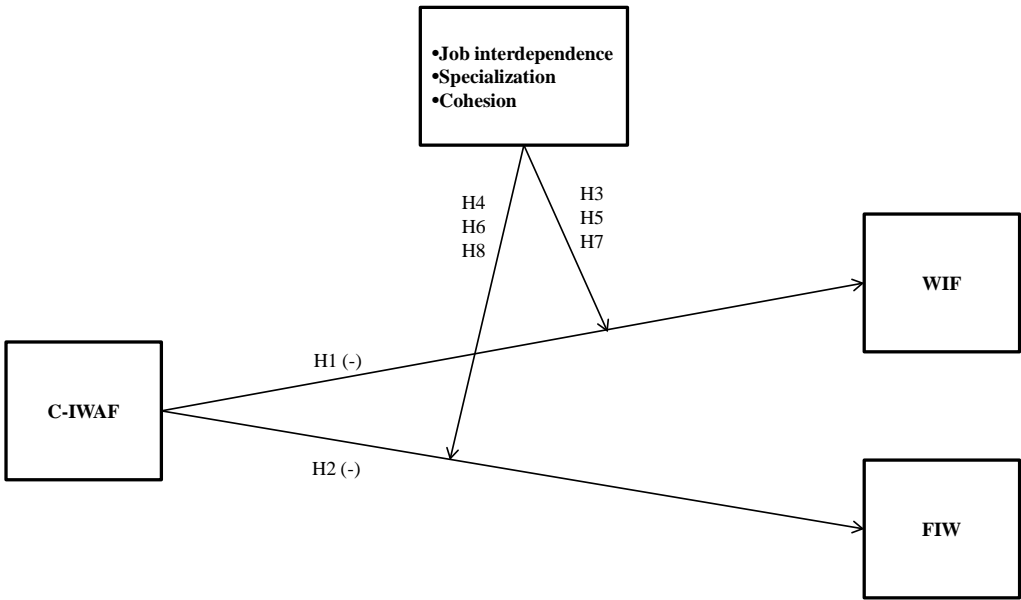 •Job interdependence
•Specialization
•Cohesion
H4
H6
H8
H3
H5
H7
WIF
H1 (-)
C-IWAF
H2 (-)
FIW